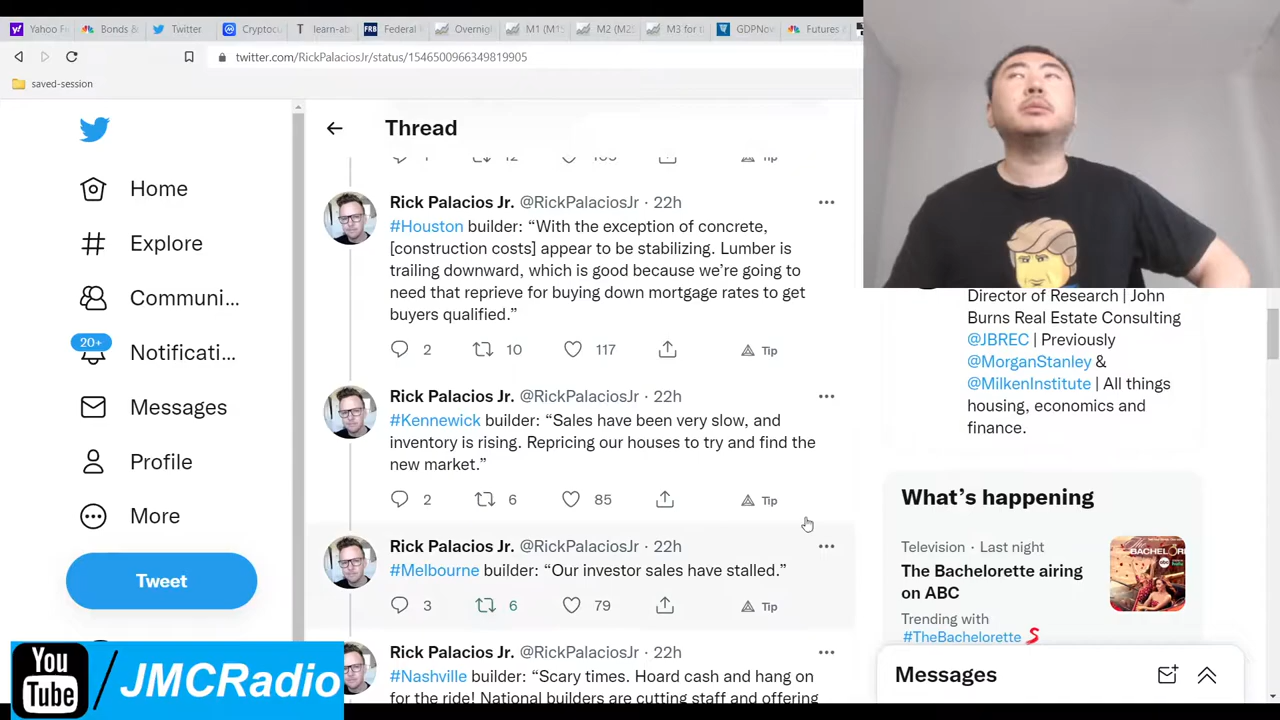 Yahoo F
Bonds &
Twitter
Cryptocu
learn-ab
Federal
Overnig
M1 (M1S
M2 (M2S
M3 for t
GDPNow
Futures
twitter.com/RickPalaciosJr/status/1546500966349819905
saved-session
Home
Explore
Communi...
20+
Notificati...
Messages
Profile
More
Tweet
Thread
Tip
Rick Palacios Jr. @RickPalaciosJr · 22h
#Houston builder: “With the exception of concrete,
[construction costs] appear to be stabilizing. Lumber is
trailing downward, which is good because we’re going to
need that reprieve for buying down mortgage rates to get
buyers qualified.”
2 10 117 Tip
Rick Palacios Jr. @RickPalaciosJr · 22h
#Kennewick builder: “Sales have been very slow, and
inventory is rising. Repricing our houses to try and find the
new market.”
2 6 85 Tip
Rick Palacios Jr. @RickPalaciosJr · 22h
#Melbourne builder: “Our investor sales have stalled.”
3 6 79 Tip
Rick Palacios Jr. @RickPalaciosJr · 22h
#Nashville builder: “Scary times. Hoard cash and hang on
for the ride! National builders are cutting staff and offering
Director of Research | John
Burns Real Estate Consulting
@JBREC | Previously
@MorganStanley &
@MilkenInstitute | All things
housing, economics and
finance.
What’s happening
Television · Last night
The Bachelorette airing
on ABC
Trending with
#TheBachelorette
Messages
You
Tube
/JMCRadio